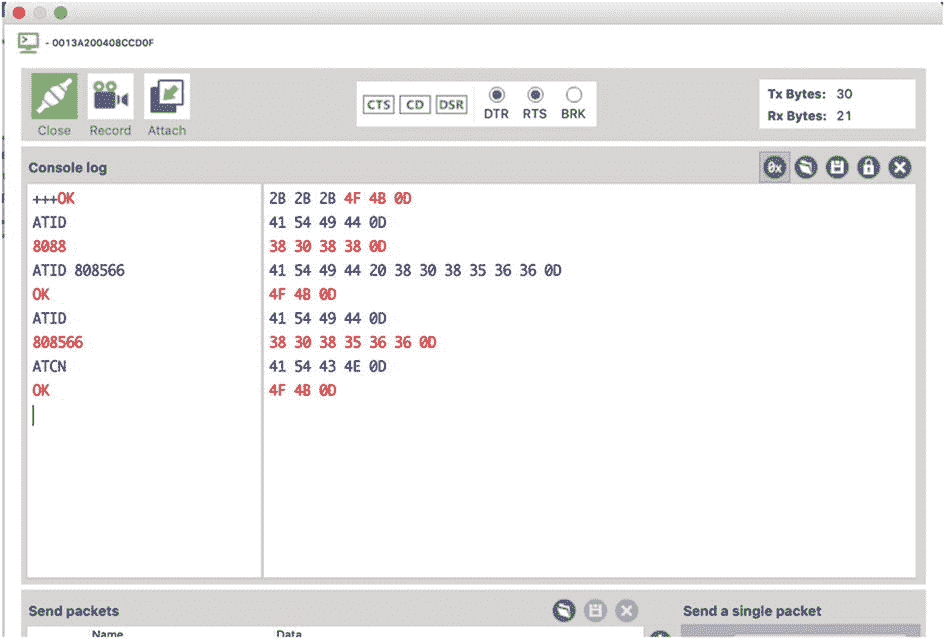 - 0013A200408CCD0F
Close Record Attach
CTS CD DSR DTR RTS BRK
Tx Bytes: 30
Rx Bytes: 21
Console log
0x
+++OK 2B 2B 2B 4F 4B 0D
ATID 41 54 49 44 0D
8088 38 30 38 38 0D
ATID 808566 41 54 49 44 20 38 30 38 35 36 36 0D
OK 4F 4B 0D
ATID 41 54 49 44 0D
808566 38 30 38 35 36 36 0D
ATCN 41 54 43 4E 0D
OK 4F 4B 0D
Send packets Send a single packet
Name Data